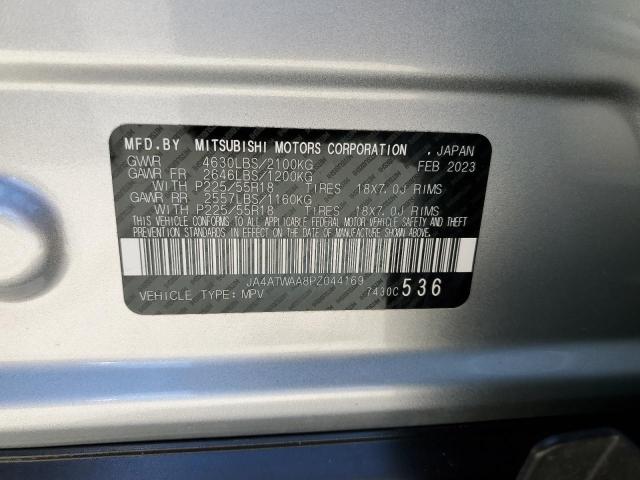 MFD.BY MITSUBISHI MOTORS CORPORATION . JAPAN
GVWR 4630LBS/2100KG FEB 2023
GAWR FR 2646LBS/1200KG
WITH P225/55R18 TIRES 18X7.0J RIMS
GAWR RR 2557LBS/1160KG
WITH P225/55R18 TIRES 18X7.0J RIMS
THIS VEHICLE CONFORMS TO ALL APPLICABLE FEDERAL MOTOR VEHICLE SAFETY AND THEFT
PREVENTION STANDARDS IN EFFECT ON THE DATE OF MANUFACTURE SHOWN ABOVE.
JA4ATWAA8PZ044169
VEHICLE TYPE: MPV 7430C 536